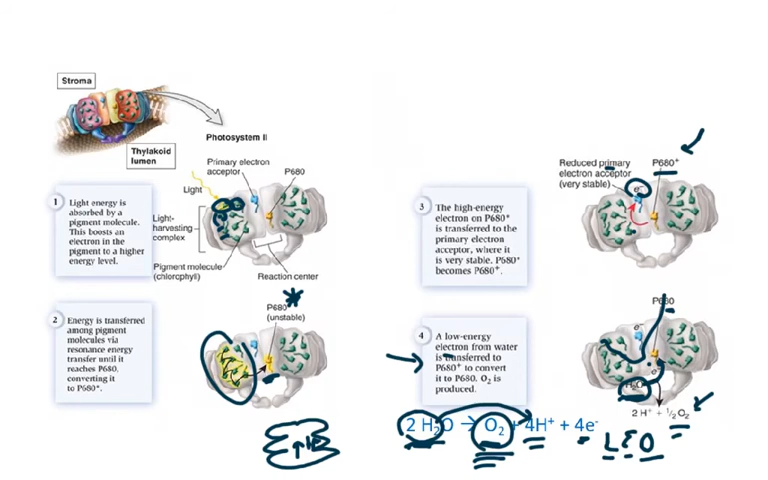 Stroma
Thylakoid
lumen
Photosystem II
Primary electron
acceptor
P680
Light
Light-
harvesting
complex
Pigment molecule
(chlorophyll)
Reaction center
1 Light energy is
absorbed by a
pigment molecule.
This boosts an
electron in the
pigment to a higher
energy level.
P680*
(unstable)
2 Energy is transferred
among pigment
molecules via
resonance energy
transfer until it
reaches P680,
converting it
to P680*.
Reduced primary
electron acceptor
(very stable)
P680+
e-
3 The high-energy
electron on P680*
is transferred to the
primary electron
acceptor, where it
is very stable. P680*
becomes P680+.
P680
e-
H2O
2 H+ + ½ O2
4 A low-energy
electron from water
is transferred to
P680+ to convert
it to P680. O2 is
produced.
2 H2O → O2 + 4H+ + 4e-
LEO